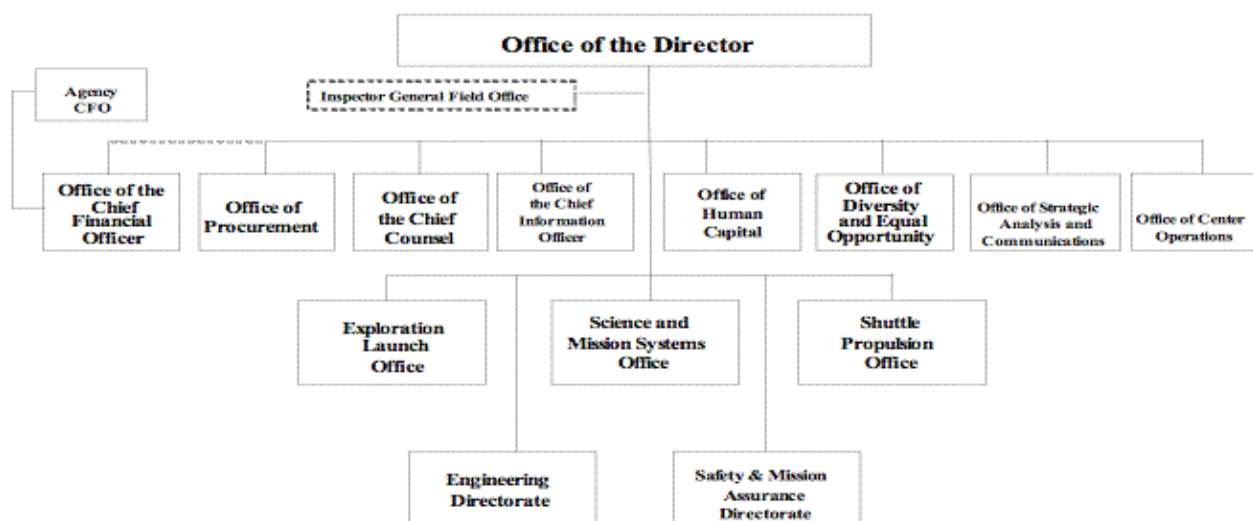 Office of the Director
Agency
CFO
Inspector General Field Office
Office of the
Chief
Financial
Officer
Office of
Procurement
Office of
the Chief
Counsel
Office of
the Chief
Information
Officer
Office of
Human
Capital
Office of
Diversity
and Equal
Opportunity
Office of Strategic
Analysis and
Communications
Office of Center
Operations
Exploration
Launch
Office
Science and
Mission Systems
Office
Shuttle
Propulsion
Office
Engineering
Directorate
Safety & Mission
Assurance
Directorate